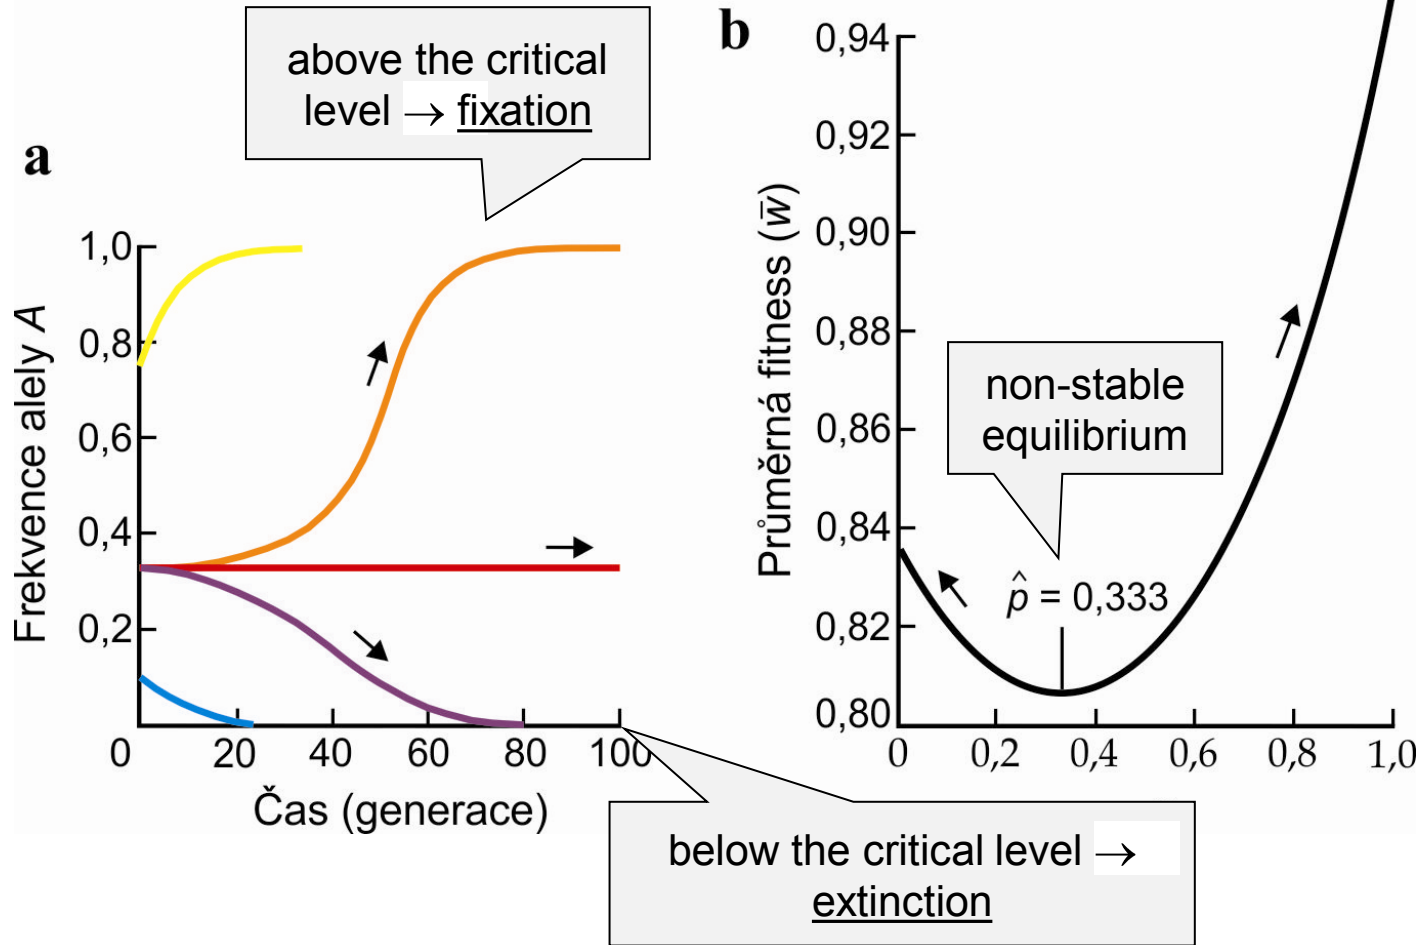 above the critical
level → fixation
a
1,0
0,8
0,6
0,4
0,2
0 20 40 60 80 100
Frekvence alely A
Čas (generace)
b
0,94
0,92
0,90
0,88
0,86
0,84
0,82
0,80
0 0,2 0,4 0,6 0,8 1,0
Průměrná fitness (w̅)
non-stable
equilibrium
p̂ = 0,333
below the critical level →
extinction